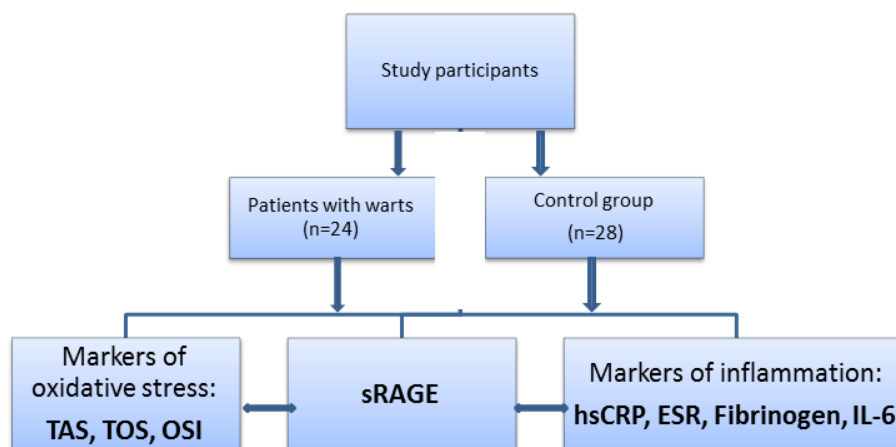 Study participants
Patients with warts
(n=24)
Control group
(n=28)
Markers of
oxidative stress:
TAS, TOS, OSI
sRAGE
Markers of inflammation:
hsCRP, ESR, Fibrinogen, IL-6